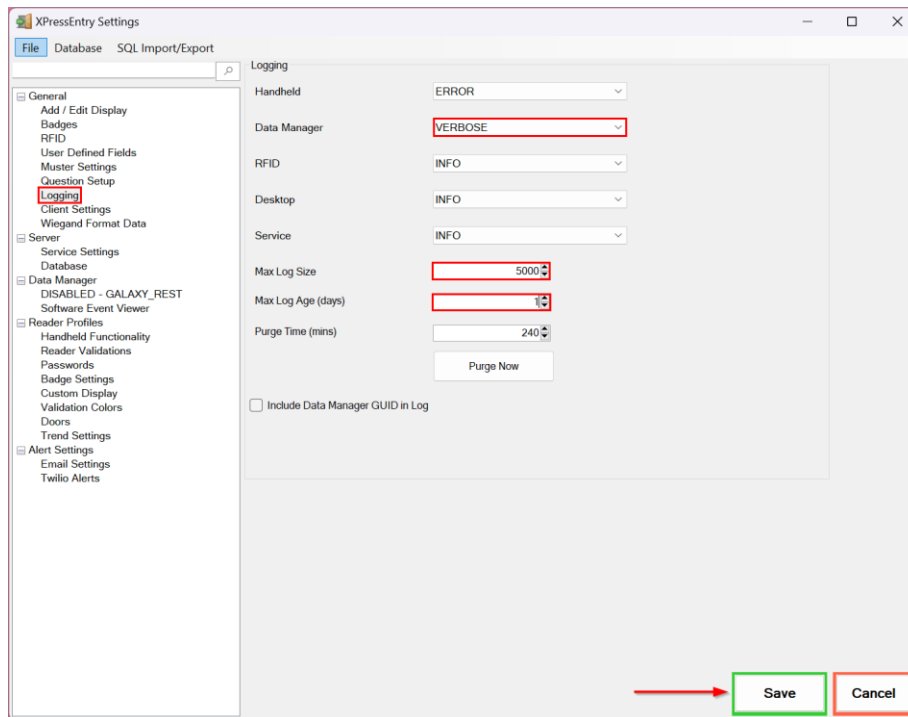 XPressEntry Settings
File Database SQL Import/Export
General
Add / Edit Display
Badges
RFID
User Defined Fields
Muster Settings
Question Setup
Logging
Client Settings
Wiegand Format Data
Server
Service Settings
Database
Data Manager
DISABLED - GALAXY_REST
Software Event Viewer
Reader Profiles
Handheld Functionality
Reader Validations
Passwords
Badge Settings
Custom Display
Validation Colors
Doors
Trend Settings
Alert Settings
Email Settings
Twilio Alerts
Logging
Handheld ERROR
Data Manager VERBOSE
RFID INFO
Desktop INFO
Service INFO
Max Log Size 5000
Max Log Age (days) 1
Purge Time (mins) 240
Purge Now
Include Data Manager GUID in Log
Save Cancel